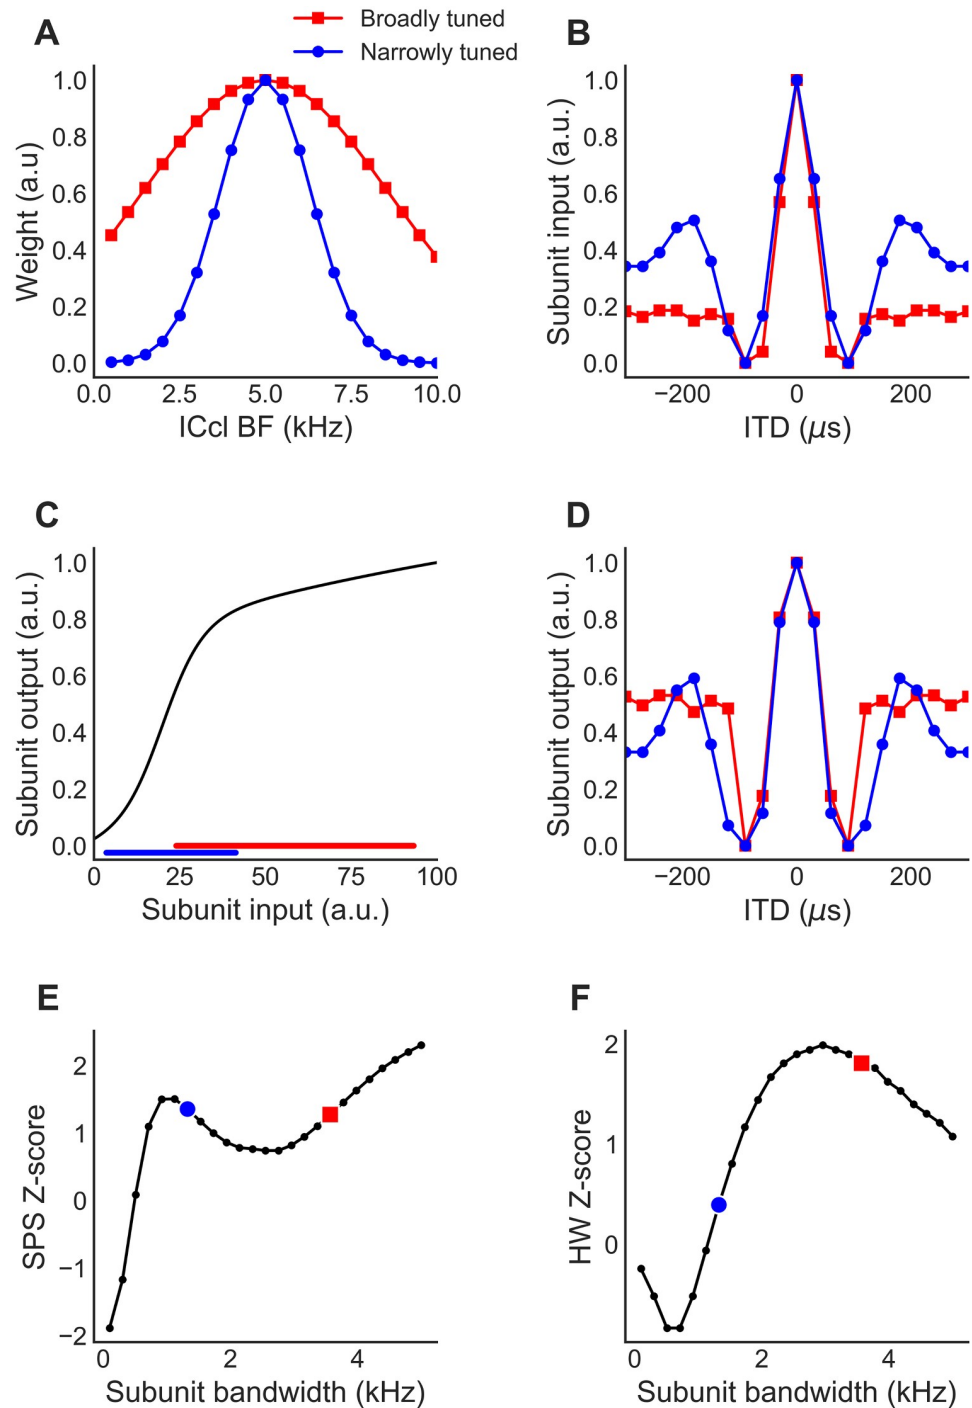 A
Broadly tuned
Narrowly tuned
B
1.0
0.8
0.6
0.4
0.2
0.0
Weight (a.u)
0.0 2.5 5.0 7.5 10.0
ICcl BF (kHz)
1.0
0.8
0.6
0.4
0.2
0.0
Subunit input (a.u.)
−200 0 200
ITD (μs)
C
1.0
0.8
0.6
0.4
0.2
0.0
Subunit output (a.u.)
0 25 50 75 100
Subunit input (a.u.)
D
1.0
0.8
0.6
0.4
0.2
0.0
Subunit output (a.u.)
−200 0 200
ITD (μs)
E
2
1
0
−1
−2
SPS Z-score
0 2 4
Subunit bandwidth (kHz)
F
2
1
0
HW Z-score
0 2 4
Subunit bandwidth (kHz)